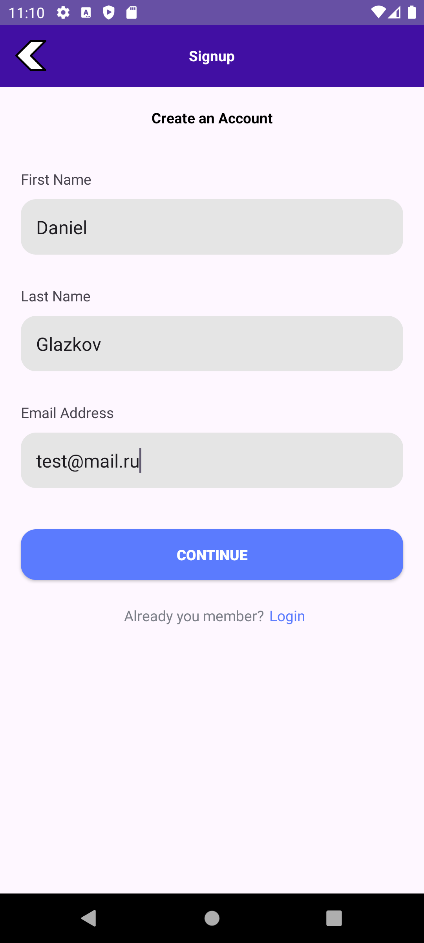 11:10
Signup
Create an Account
First Name
Daniel
Last Name
Glazkov
Email Address
test@mail.ru
CONTINUE
Already you member? Login